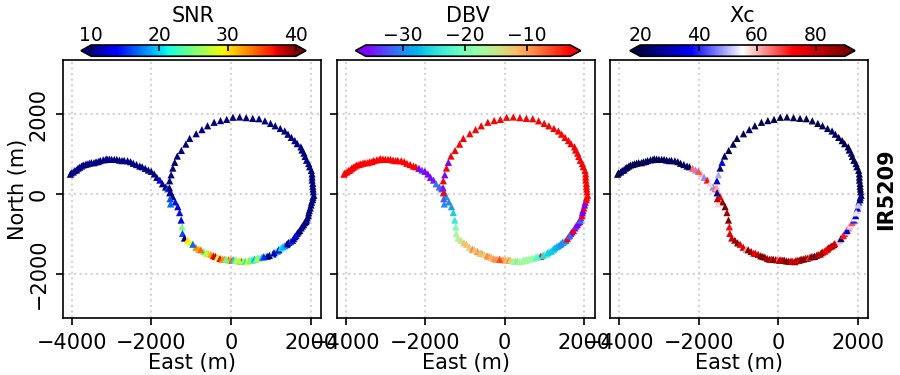 SNR DBV Xc
10 20 30 40 −30 −20 −10 20 40 60 80
2000
0
−2000
North (m)
IR5209
−4000 −2000 0 2000 −4000 −2000 0 2000 −4000 −2000 0 2000
East (m) East (m) East (m)